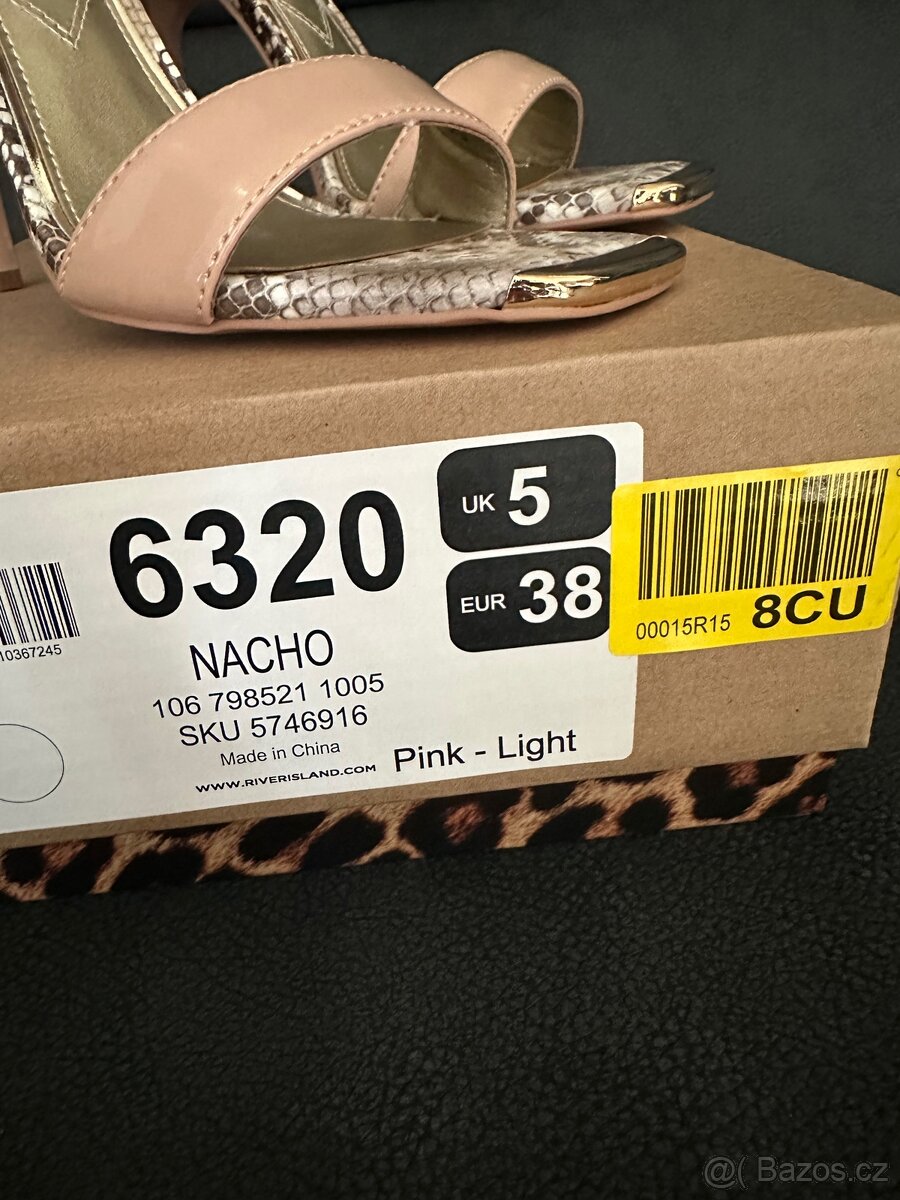 6320
UK 5
EUR 38
10367245
NACHO
106 798521 1005
SKU 5746916
Made in China
WWW.RIVERISLAND.COM
Pink - Light
00015R15 8CU
@( Bazos.cz